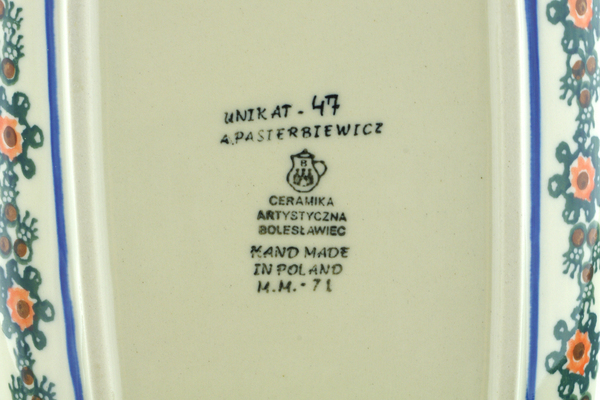 UNIKAT - 47
A.PASTERBIEWICZ
B
CERAMIKA
ARTYSTYCZNA
BOLESŁAWIEC
HAND MADE
IN POLAND
M.M. - 71